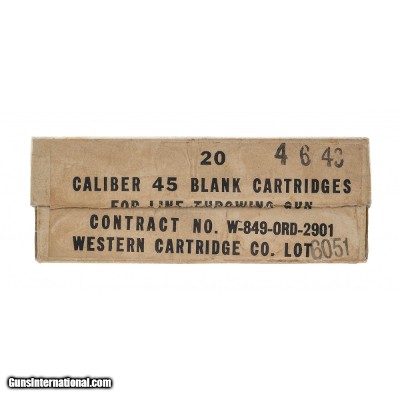 20 4 6 43
CALIBER 45 BLANK CARTRIDGES
FOR LINE THROWING GUN
CONTRACT NO. W-849-ORD-2901
WESTERN CARTRIDGE CO. LOT 6051
GunsInternational.com